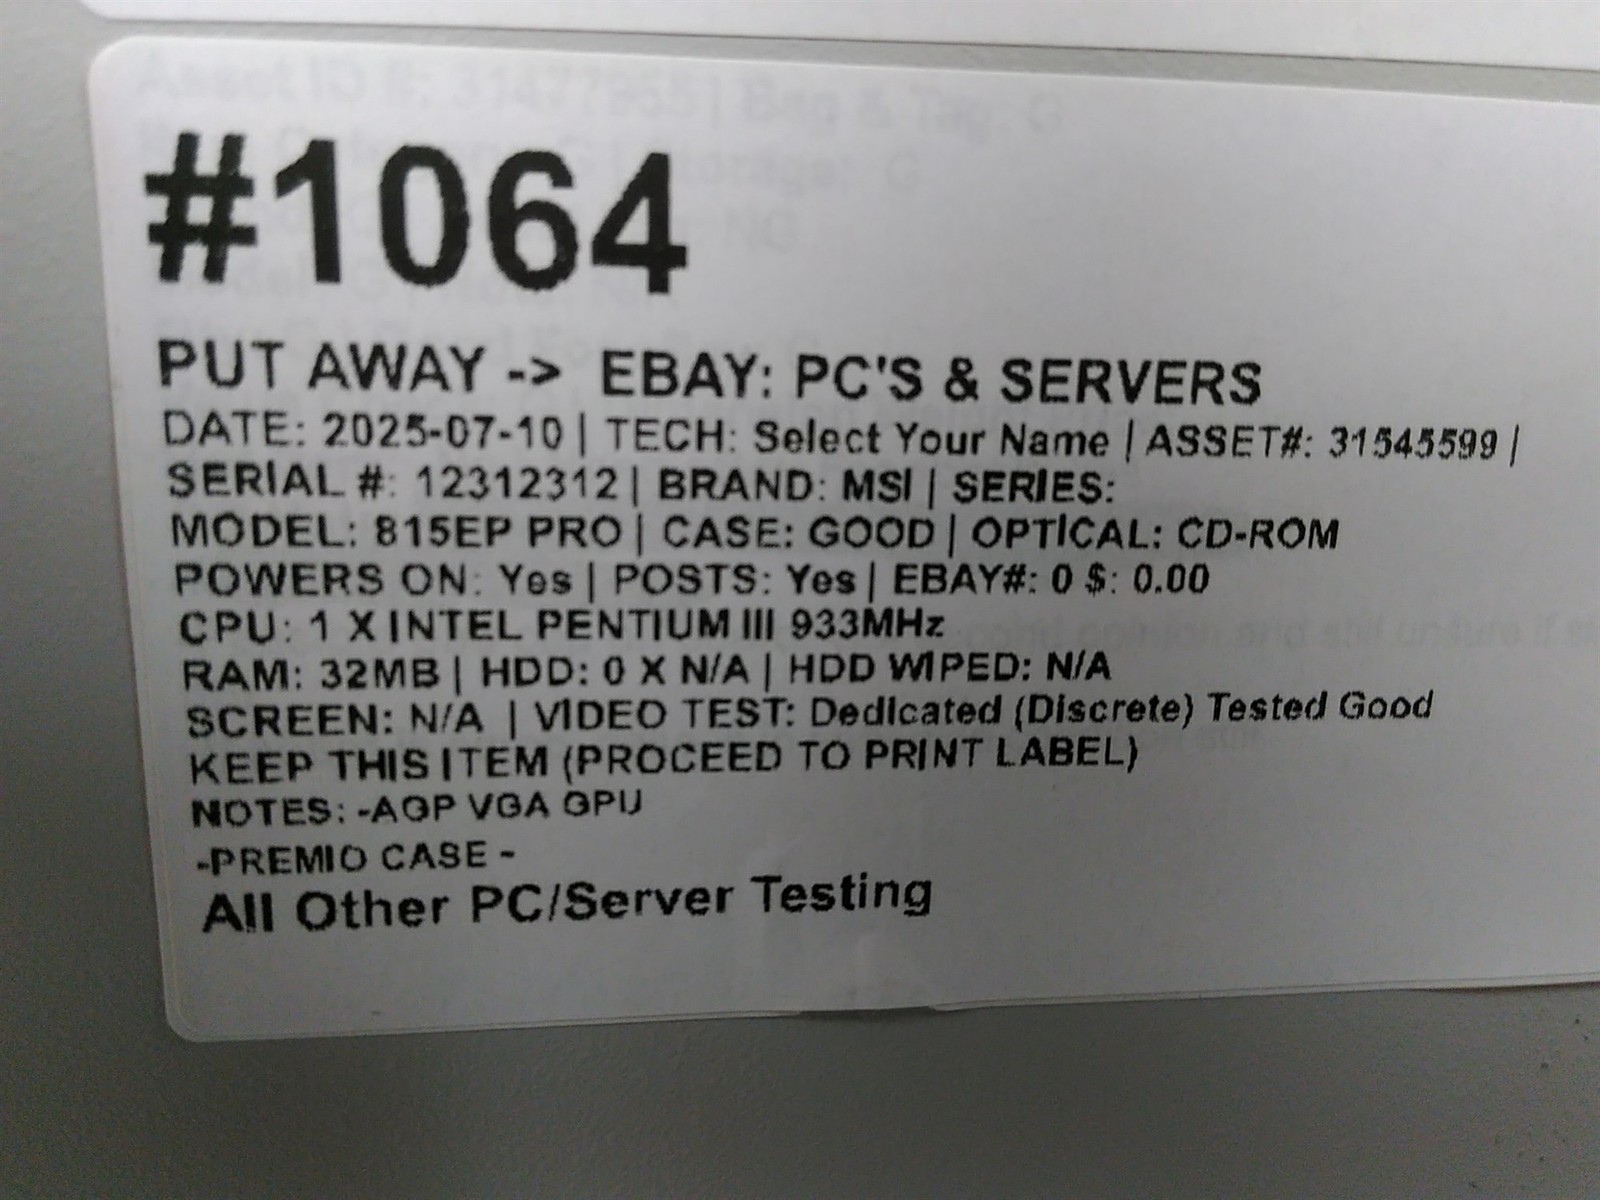 #1064
PUT AWAY -> EBAY: PC'S & SERVERS
DATE: 2025-07-10 | TECH: Select Your Name | ASSET#: 31545599 |
SERIAL #: 12312312 | BRAND: MSI | SERIES:
MODEL: 815EP PRO | CASE: GOOD | OPTICAL: CD-ROM
POWERS ON: Yes | POSTS: Yes | EBAY#: 0 $: 0.00
CPU: 1 X INTEL PENTIUM III 933MHz
RAM: 32MB | HDD: 0 X N/A | HDD WIPED: N/A
SCREEN: N/A | VIDEO TEST: Dedicated (Discrete) Tested Good
KEEP THIS ITEM (PROCEED TO PRINT LABEL)
NOTES: -AGP VGA GPU
-PREMIO CASE -
All Other PC/Server Testing